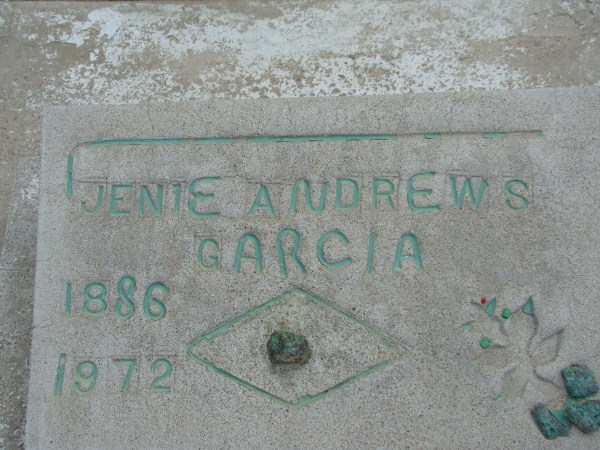 JENIE ANDREWS
GARCIA
1886
1972